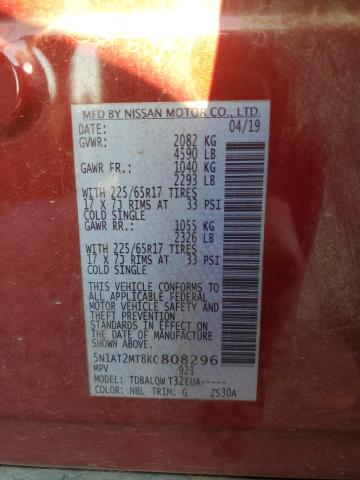 MFD BY NISSAN MOTOR CO., LTD.
DATE: 04/19
GVWR: 2082 KG
4590 LB
GAWR FR.: 1040 KG
2293 LB
WITH 225/65R17 TIRES
17 X 7J RIMS AT 33 PSI
COLD SINGLE
GAWR RR.: 1055 KG
2326 LB
WITH 225/65R17 TIRES
17 X 7J RIMS AT 33 PSI
COLD SINGLE
THIS VEHICLE CONFORMS TO
ALL APPLICABLE FEDERAL
MOTOR VEHICLE SAFETY AND
THEFT PREVENTION
STANDARDS IN EFFECT ON
THE DATE OF MANUFACTURE
SHOWN ABOVE.
5N1AT2MT8KC808296
MPV 921
MODEL: TDBALQWT32EUA-----
COLOR: NBL TRIM: G ZS30A